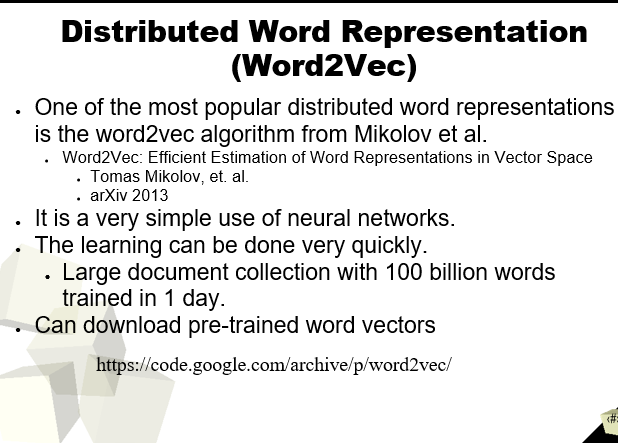 Distributed Word Representation
(Word2Vec)
• One of the most popular distributed word representations
is the word2vec algorithm from Mikolov et al.
• Word2Vec: Efficient Estimation of Word Representations in Vector Space
• Tomas Mikolov, et. al.
• arXiv 2013
• It is a very simple use of neural networks.
• The learning can be done very quickly.
• Large document collection with 100 billion words
trained in 1 day.
• Can download pre-trained word vectors
https://code.google.com/archive/p/word2vec/